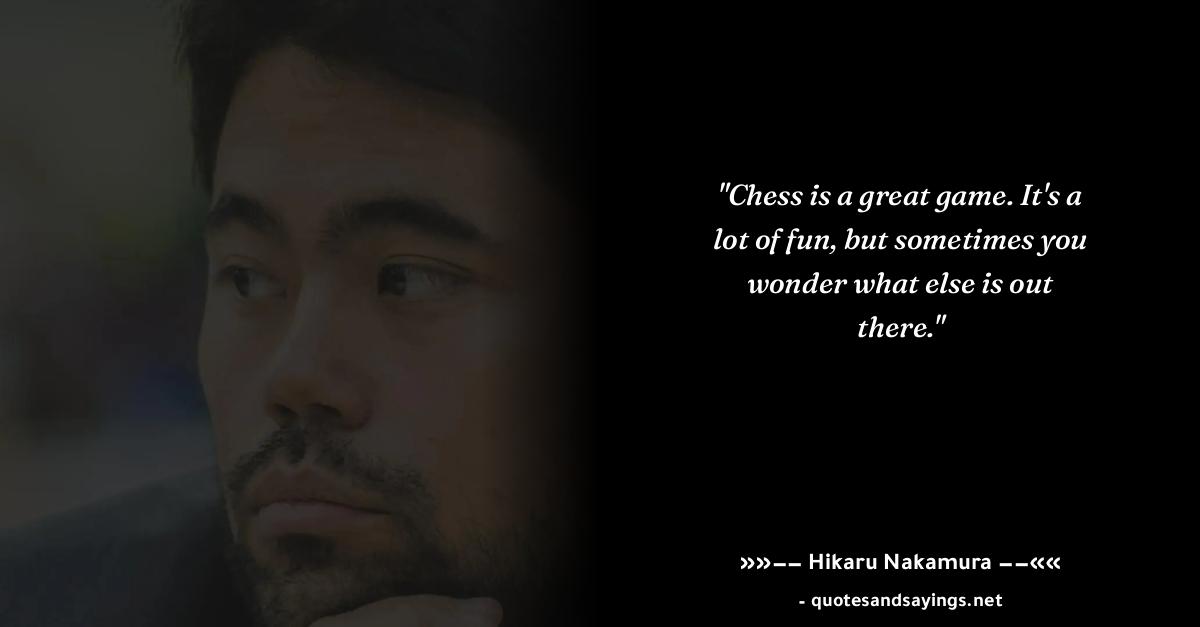 "Chess is a great game. It's a
lot of fun, but sometimes you
wonder what else is out
there."
»»−− Hikaru Nakamura −−««
- quotesandsayings.net